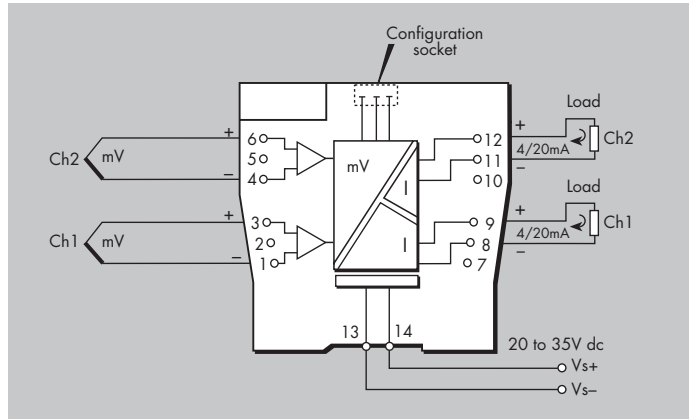 Configuration
socket
Load
+ 6 12 +
Ch2 mV 5 mV I 11 4/20mA Ch2
– 4 10 –
Load
+ 3 9 +
Ch1 mV 2 I 8 4/20mA Ch1
– 1 7 –
13 14 20 to 35V dc
Vs+
Vs–